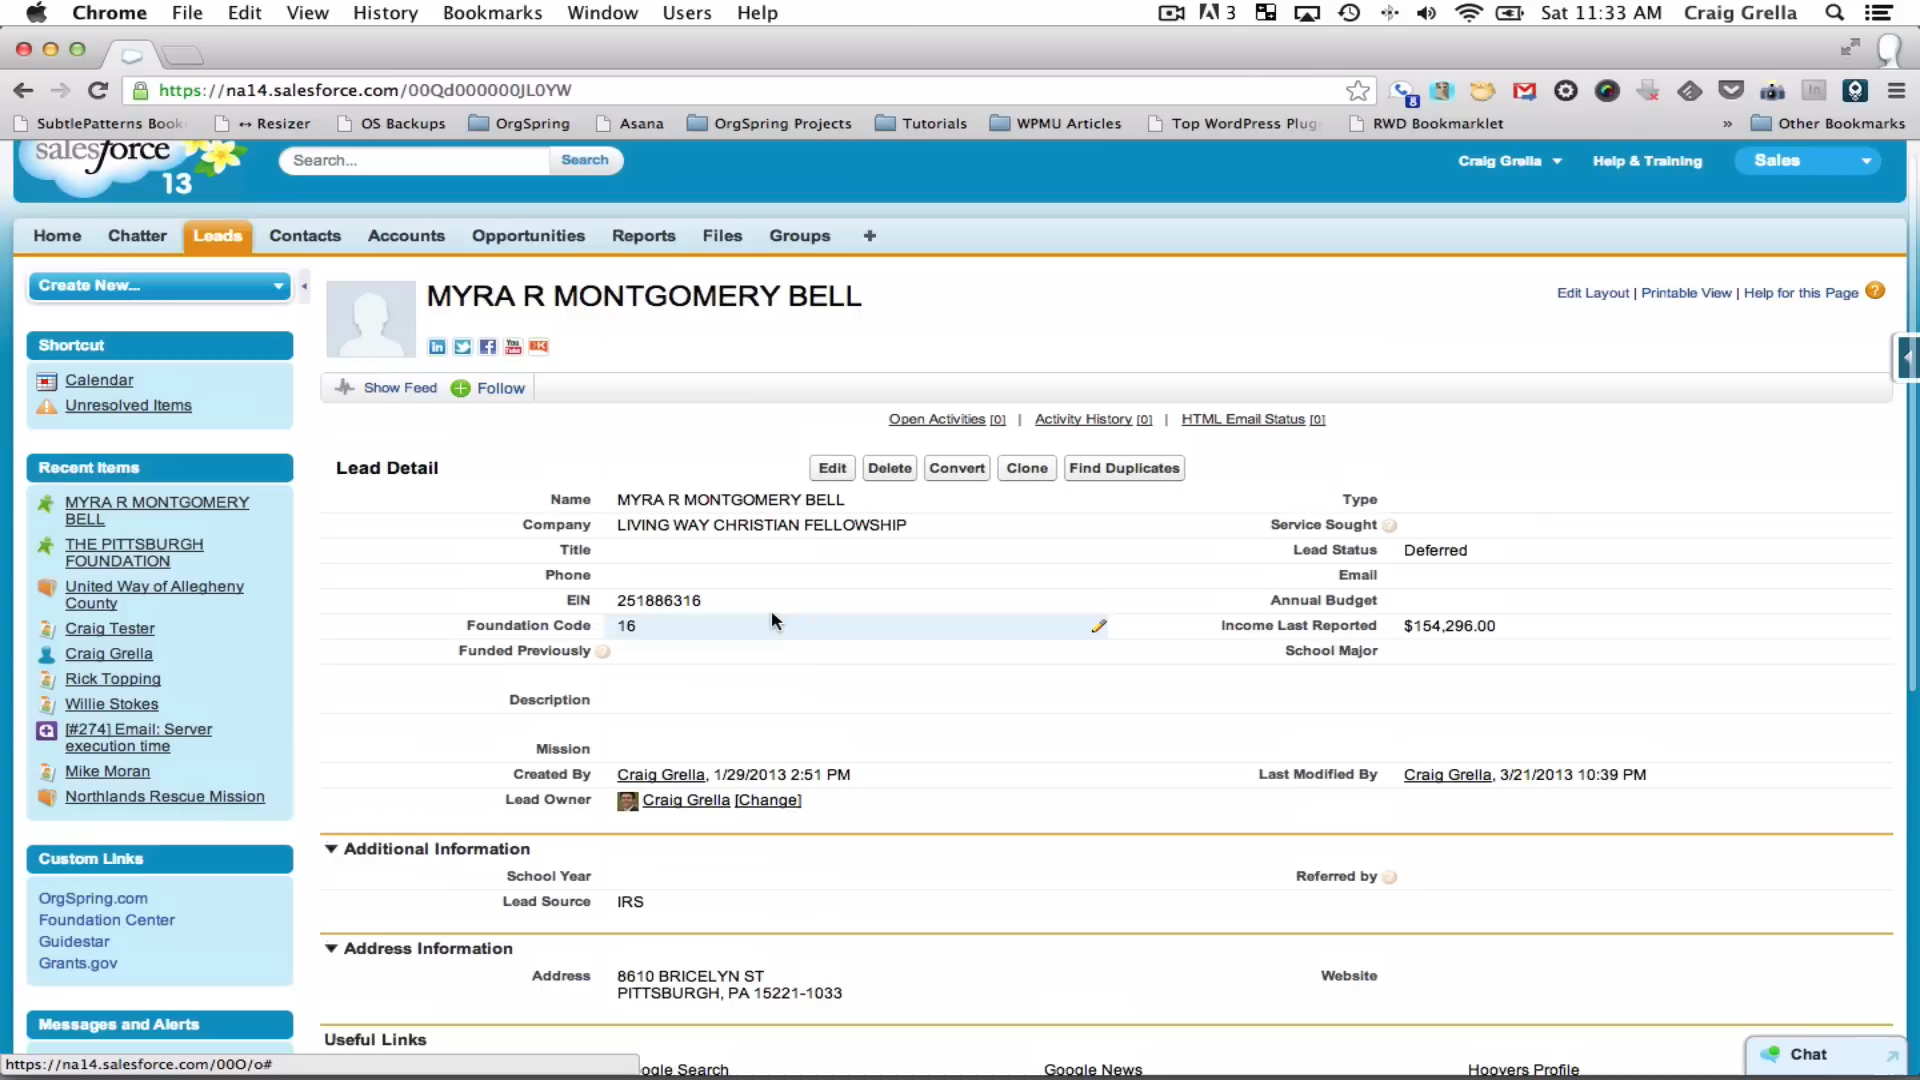 Chrome File Edit View History Bookmarks Window Users Help 3 Sat 11:33 AM Craig Grella
https://na14.salesforce.com/00Qd000000JL0YW 8
SubtlePatterns Book ↔ Resizer OS Backups OrgSpring Asana OrgSpring Projects Tutorials WPMU Articles Top WordPress Plug RWD Bookmarklet » Other Bookmarks
salesforce
13
Search... Search
Craig Grella Help & Training Sales
Home Chatter Leads Contacts Accounts Opportunities Reports Files Groups +
Create New...
Shortcut
Calendar
Unresolved Items
Recent Items
MYRA R MONTGOMERY
BELL
THE PITTSBURGH
FOUNDATION
United Way of Allegheny
County
Craig Tester
Craig Grella
Rick Topping
Willie Stokes
[#274] Email: Server
execution time
Mike Moran
Northlands Rescue Mission
Custom Links
OrgSpring.com
Foundation Center
Guidestar
Grants.gov
Messages and Alerts
MYRA R MONTGOMERY BELL
Edit Layout | Printable View | Help for this Page ?
in You Tube
Show Feed Follow
Open Activities [0] | Activity History [0] | HTML Email Status [0]
Lead Detail Edit Delete Convert Clone Find Duplicates
Name MYRA R MONTGOMERY BELL Type
Company LIVING WAY CHRISTIAN FELLOWSHIP Service Sought
Title Lead Status Deferred
Phone Email
EIN 251886316 Annual Budget
Foundation Code 16 Income Last Reported $154,296.00
Funded Previously School Major
Description
Mission
Created By Craig Grella, 1/29/2013 2:51 PM Last Modified By Craig Grella, 3/21/2013 10:39 PM
Lead Owner Craig Grella [Change]
Additional Information
School Year Referred by
Lead Source IRS
Address Information
Address 8610 BRICELYN ST Website
PITTSBURGH, PA 15221-1033
Useful Links
ogle Search Google News Hoovers Profile
https://na14.salesforce.com/00O/o#
Chat